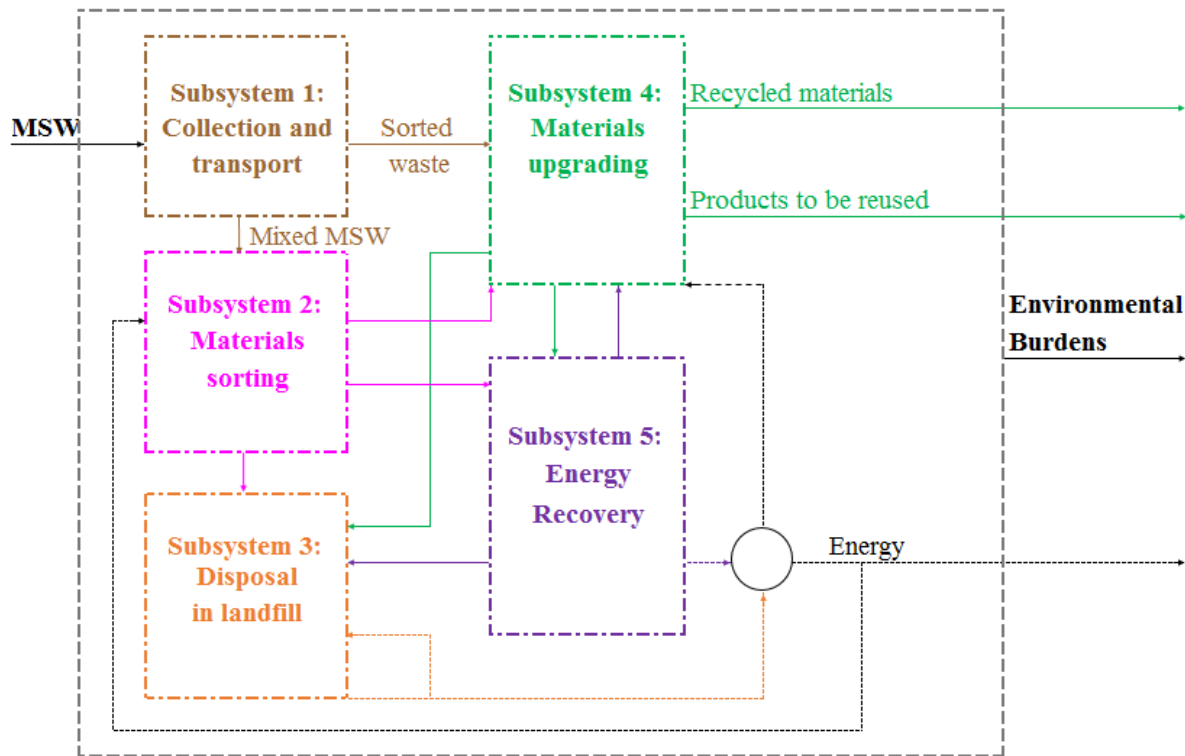 MSW
Subsystem 1:
Collection and
transport
Sorted
waste
Mixed MSW
Subsystem 4:
Materials
upgrading
Recycled materials
Products to be reused
Subsystem 2:
Materials
sorting
Environmental
Burdens
Subsystem 5:
Energy
Recovery
Subsystem 3:
Disposal
in landfill
Energy